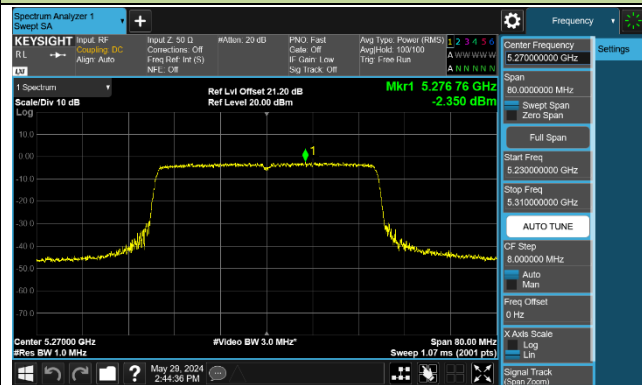 Spectrum Analyzer 1
Swept SA
Frequency
KEYSIGHT
Input: RF
Coupling: DC
Align: Auto
Input Z: 50 Ω
Corrections: Off
Freq Ref: Int (S)
NFE: Off
#Atten: 20 dB
PNO: Fast
Gate: Off
IF Gain: Low
Sig Track: Off
Avg Type: Power (RMS)
Avg|Hold: 100/100
Trig: Free Run
1 2 3 4 5 6
A W W W W W
A N N N N N
RL
LXI
1 Spectrum
Scale/Div 10 dB
Log
Ref Lvl Offset 21.20 dB
Ref Level 20.00 dBm
Mkr1 5.276 76 GHz
-2.350 dBm
10.0
0.00
-10.0
-20.0
-30.0
-40.0
-50.0
-60.0
-70.0
1
Center 5.27000 GHz
#Res BW 1.0 MHz
#Video BW 3.0 MHz*
Span 80.00 MHz
Sweep 1.07 ms (2001 pts)
May 29, 2024
2:44:36 PM
Center Frequency
5.270000000 GHz
Settings
Span
80.0000000 MHz
Swept Span
Zero Span
Full Span
Start Freq
5.230000000 GHz
Stop Freq
5.310000000 GHz
AUTO TUNE
CF Step
8.000000 MHz
Auto
Man
Freq Offset
0 Hz
X Axis Scale
Log
Lin
Signal Track
(Span Zoom)